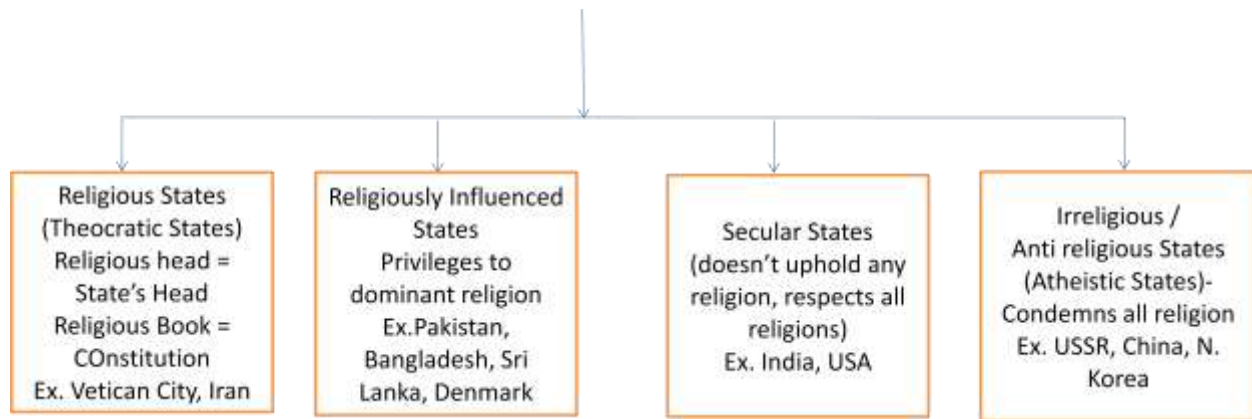 Religious States
(Theocratic States)
Religious head =
State's Head
Religious Book =
COnstitution
Ex. Vetican City, Iran
Religiously Influenced
States
Privileges to
dominant religion
Ex.Pakistan,
Bangladesh, Sri
Lanka, Denmark
Secular States
(doesn't uphold any
religion, respects all
religions)
Ex. India, USA
Irreligious /
Anti religious States
(Atheistic States)-
Condemns all religion
Ex. USSR, China, N.
Korea